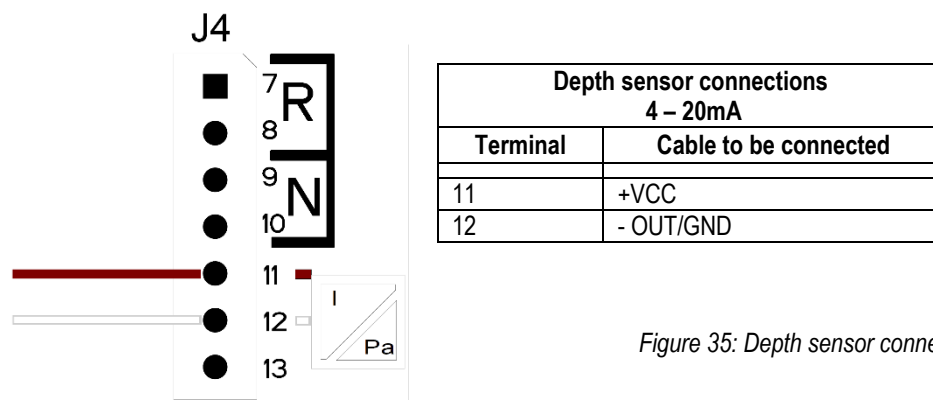 J4
7
R
8
9
N
10
11
12
13
I
Pa
Depth sensor connections
4 – 20mA
Terminal Cable to be connected
11 +VCC
12 - OUT/GND
Figure 35: Depth sensor